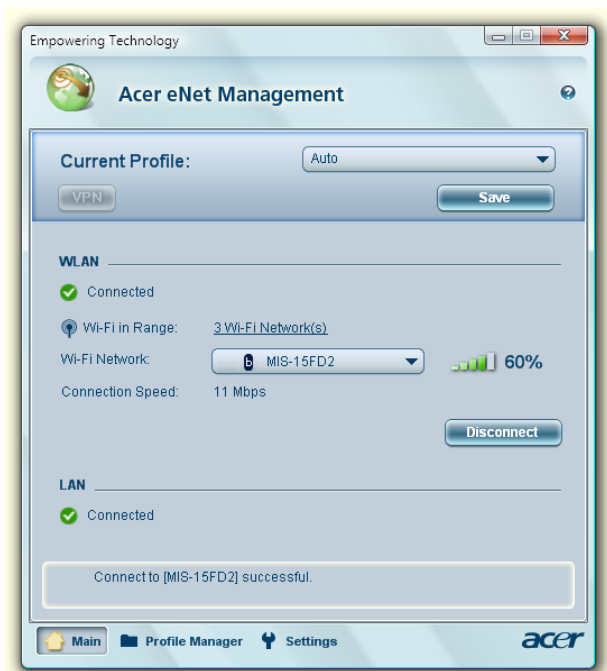 Empowering Technology
Acer eNet Management
Current Profile:
Auto
VPN
Save
WLAN
Connected
Wi-Fi in Range:
3 Wi-Fi Network(s)
Wi-Fi Network:
b MIS-15FD2
60%
Connection Speed:
11 Mbps
Disconnect
LAN
Connected
Connect to [MIS-15FD2] successful.
Main
Profile Manager
Settings
acer